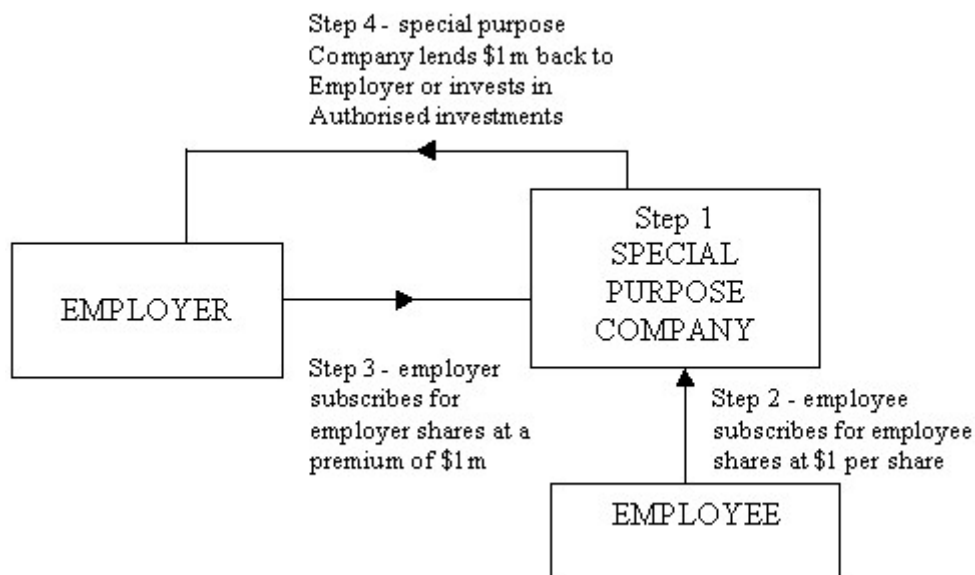 Step 4 - special purpose
Company lends $1m back to
Employer or invests in
Authorised investments
Step 1
SPECIAL
PURPOSE
COMPANY
EMPLOYER
Step 3 - employer
subscribes for
employer shares at a
premium of $1m
Step 2 - employee
subscribes for employee
shares at $1 per share
EMPLOYEE